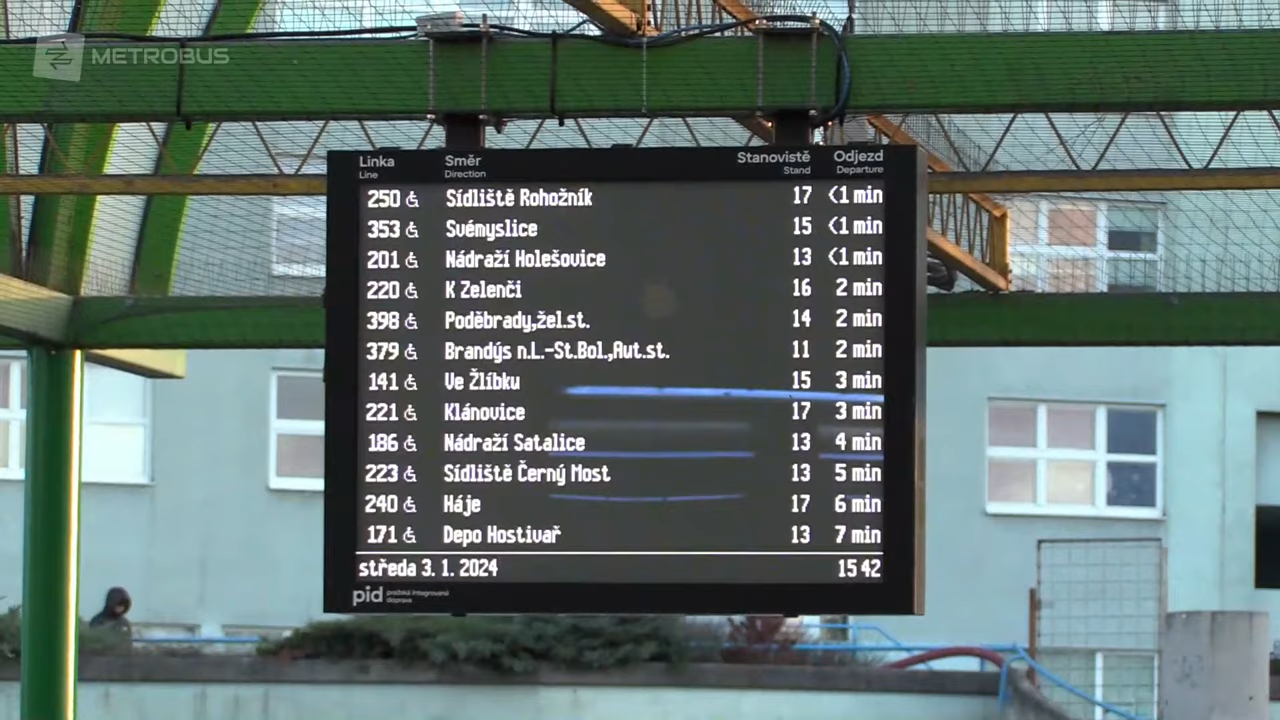 METROBUS
Linka Směr Stanoviště Odjezd
Line Direction Stand Departure
250 Sídliště Rohožník 17 <1 min
353 Svémyslice 15 <1 min
201 Nádraží Holešovice 13 <1 min
220 K Zelenči 16 2 min
398 Poděbrady,žel.st. 14 2 min
379 Brandýs n.L.-St.Bol.,Aut.st. 11 2 min
141 Ve Žlíbku 15 3 min
221 Klánovice 17 3 min
186 Nádraží Satalice 13 4 min
223 Sídliště Černý Most 13 5 min
240 Háje 17 6 min
171 Depo Hostivař 13 7 min
středa 3. 1. 2024 15 42
pid pražská integrovaná
doprava